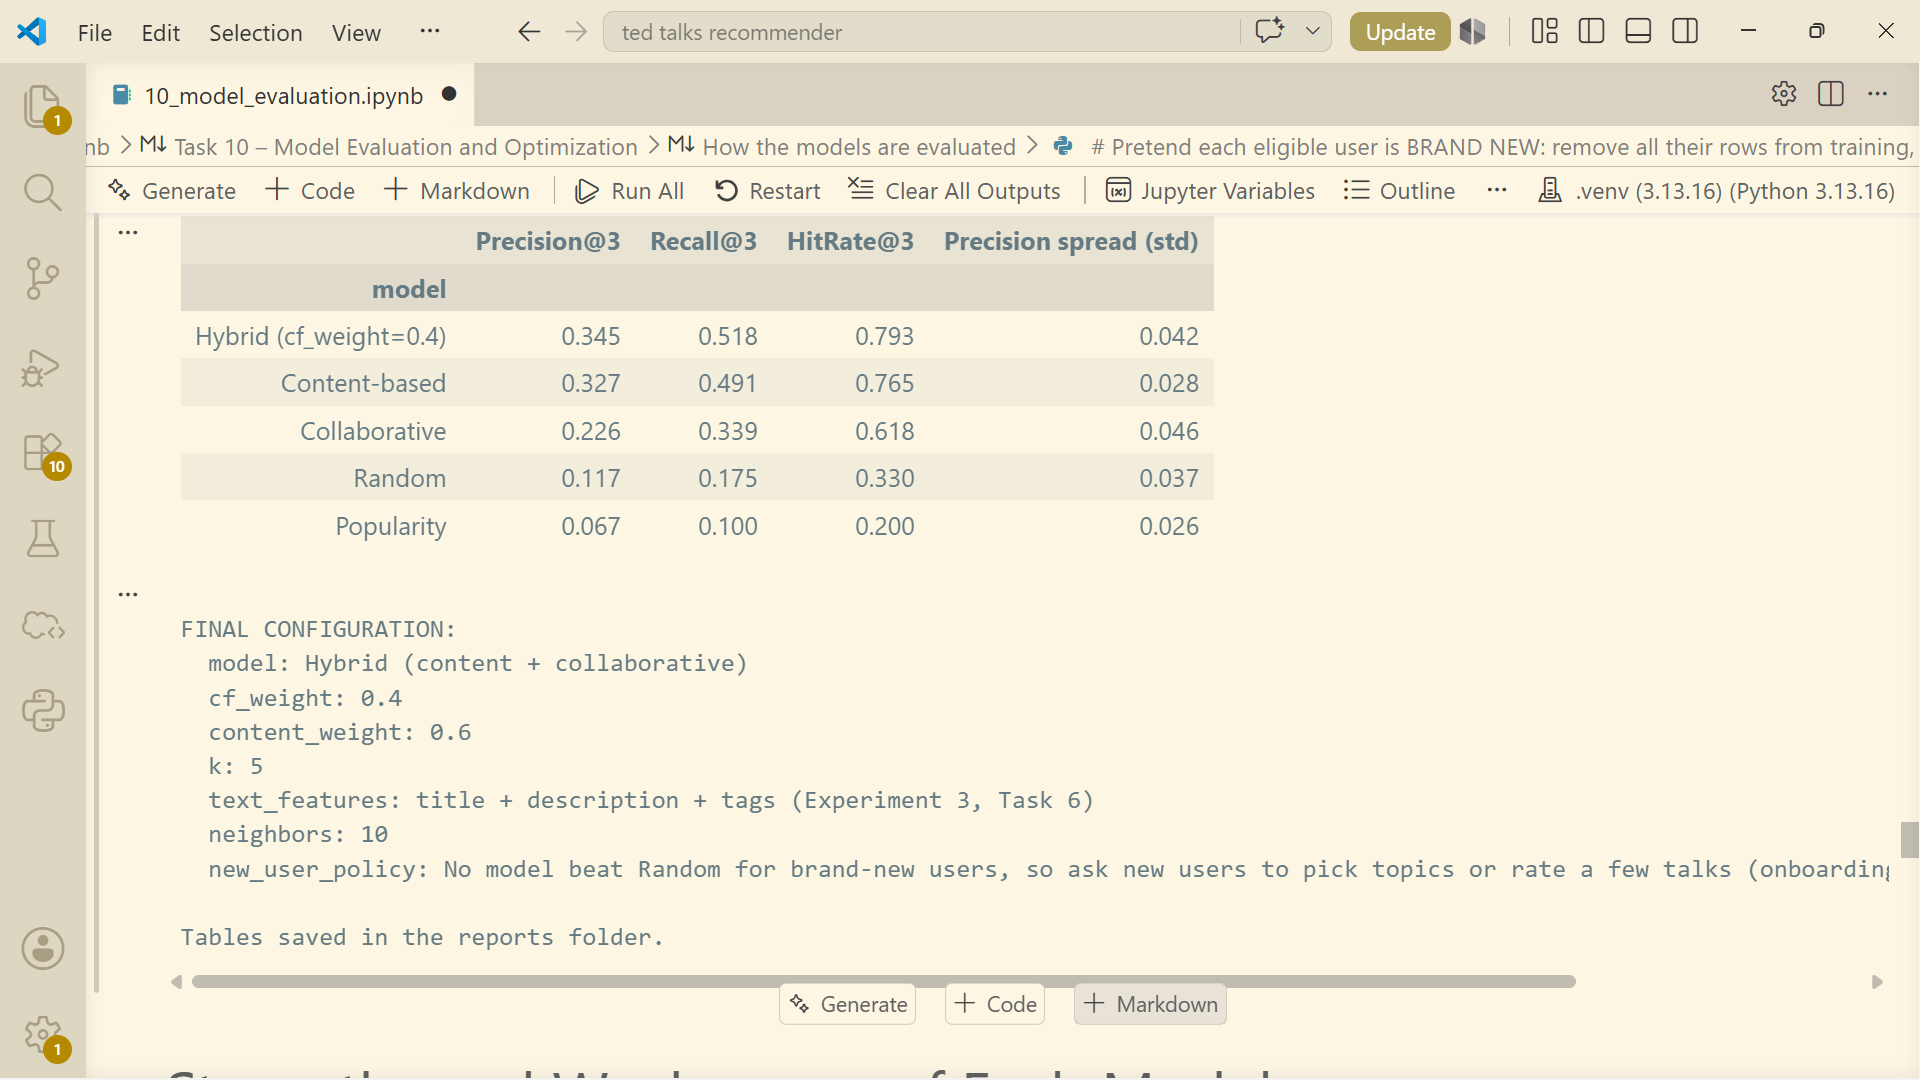 File Edit Selection View ... ted talks recommender Update
10_model_evaluation.ipynb
nb > M↓ Task 10 – Model Evaluation and Optimization > M↓ How the models are evaluated > # Pretend each eligible user is BRAND NEW: remove all their rows from training,
Generate + Code + Markdown Run All Restart Clear All Outputs Jupyter Variables Outline ... .venv (3.13.16) (Python 3.13.16)
Precision@3 Recall@3 HitRate@3 Precision spread (std)
model
Hybrid (cf_weight=0.4) 0.345 0.518 0.793 0.042
Content-based 0.327 0.491 0.765 0.028
Collaborative 0.226 0.339 0.618 0.046
Random 0.117 0.175 0.330 0.037
Popularity 0.067 0.100 0.200 0.026
FINAL CONFIGURATION:
model: Hybrid (content + collaborative)
cf_weight: 0.4
content_weight: 0.6
k: 5
text_features: title + description + tags (Experiment 3, Task 6)
neighbors: 10
new_user_policy: No model beat Random for brand-new users, so ask new users to pick topics or rate a few talks (onboarding
Tables saved in the reports folder.
Generate + Code + Markdown
1
10
1